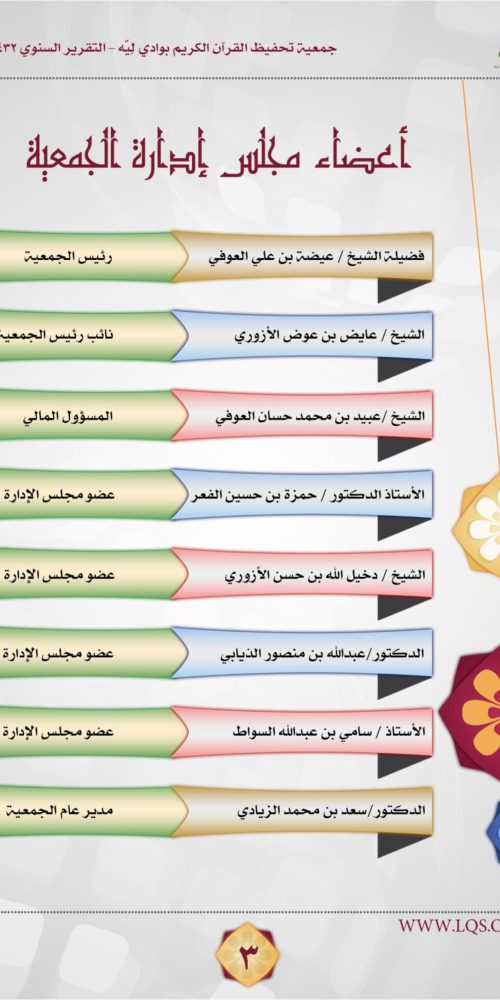 جمعية تحفيظ القرآن الكريم بوادي ليّه - التقرير السنوي ٤٣٢
أعضاء مجلس إدارة الجمعية
فضيلة الشيخ / عيضة بن علي العوفي رئيس الجمعية
الشيخ / عايض بن عوض الأزوري نائب رئيس الجمعية
الشيخ /عبيد بن محمد حسان العوفي المسؤول المالي
الأستاذ الدكتور / حمزة بن حسين الفعر عضو مجلس الإدارة
الشيخ / دخيل الله بن حسن الأزوري عضو مجلس الإدارة
الدكتور/عبدالله بن منصور الذيابي عضو مجلس الإدارة
الأستاذ / سامي بن عبدالله السواط عضو مجلس الإدارة
الدكتور/سعد بن محمد الزيادي مدير عام الجمعية
WWW.LQS.O
٣